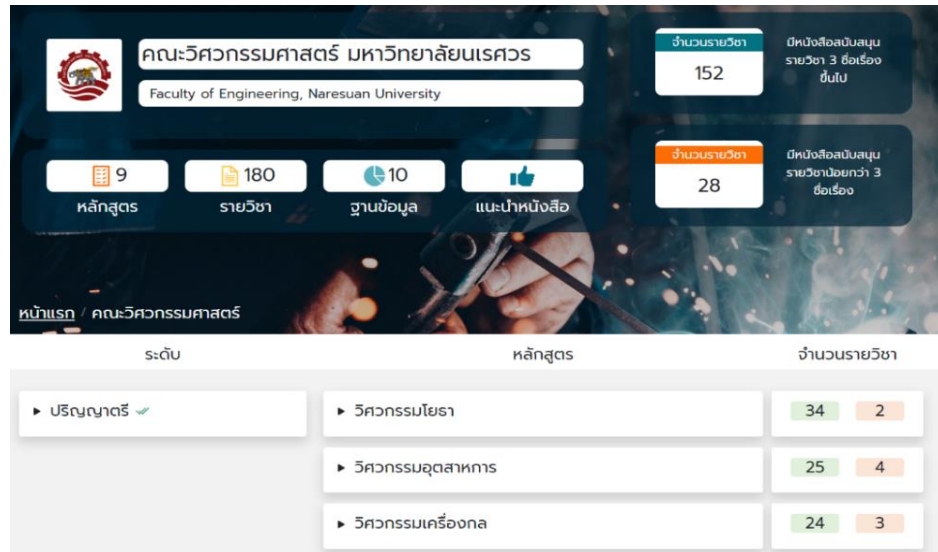 คณะวิศวกรรมศาสตร์ มหาวิทยาลัยนเรศวร
Faculty of Engineering, Naresuan University
9
หลักสูตร
180
รายวิชา
10
ฐานข้อมูล
แนะนำหนังสือ
จำนวนรายวิชา
152
มีหนังสือสนับสนุน
รายวิชา 3 ชื่อเรื่อง
ขึ้นไป
จำนวนรายวิชา
28
มีหนังสือสนับสนุน
รายวิชาน้อยกว่า 3
ชื่อเรื่อง
หน้าแรก / คณะวิศวกรรมศาสตร์
ระดับ หลักสูตร จำนวนรายวิชา
ปริญญาตรี วิศวกรรมโยธา 34 2
วิศวกรรมอุตสาหการ 25 4
วิศวกรรมเครื่องกล 24 3